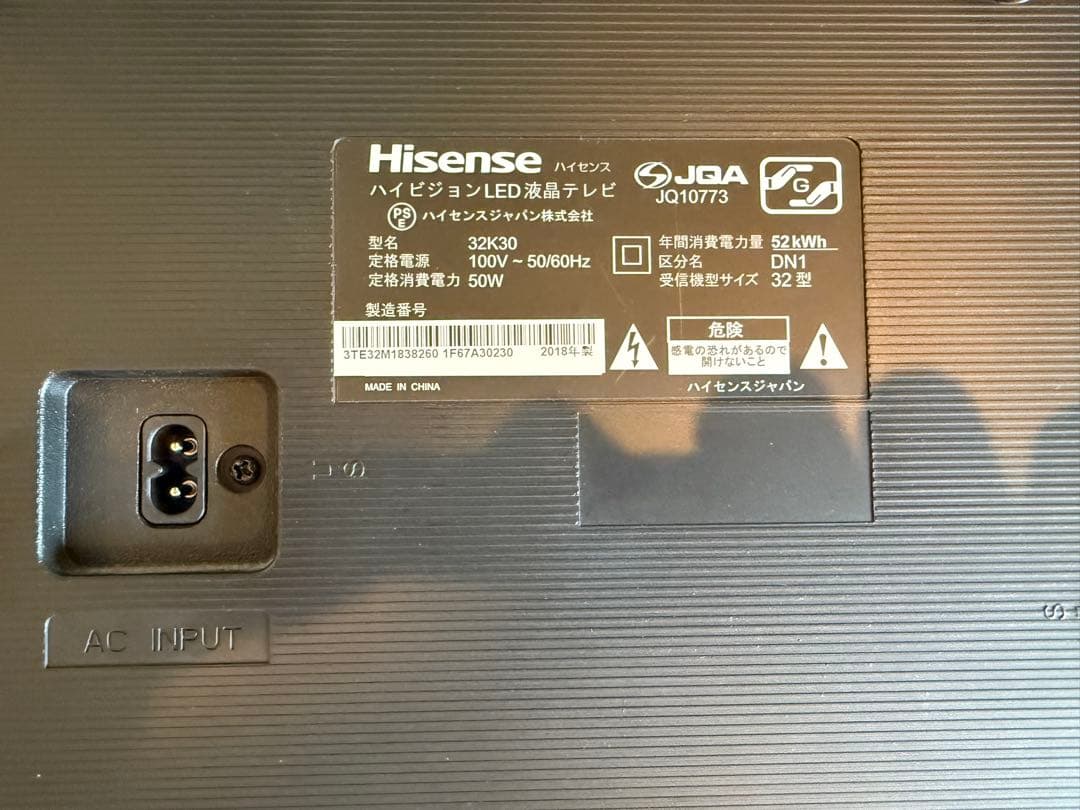 Hisense ハイセンス
ハイビジョンLED液晶テレビ
PSE ハイセンスジャパン株式会社
JQA
JQ10773
G
型名 32K30
定格電源 100V ~ 50/60Hz
定格消費電力 50W
年間消費電力量 52kWh
区分名 DN1
受信機型サイズ 32型
製造番号
3TE32M1838260 1F67A30230 2018年製
MADE IN CHINA
危険
感電の恐れがあるので
開けないこと
ハイセンスジャパン
AC INPUT